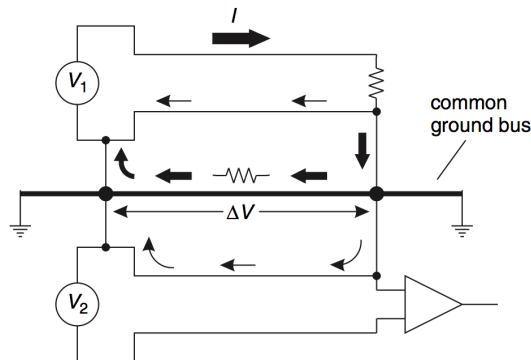 I
V1
common
ground bus
ΔV
V2